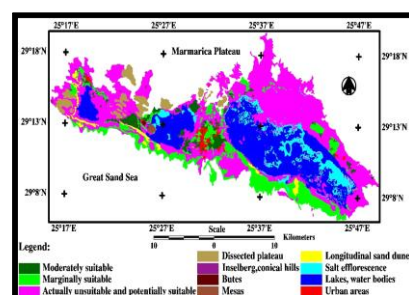 25°17'E 25°27'E 25°37'E 25°47'E
29°18'N Marmarica Plateau 29°18'N
29°13'N 29°13'N
Great Sand Sea
29°8'N 29°8'N
25°17'E 25°27'E 25°37'E 25°47'E
Scale
10 0 10
Kilometers
Legend:
Moderately suitable
Marginally suitable
Actually unsuitable and potentially suitable
Dissected plateau
Inselberg,conical hills
Butes
Mesas
Longitudinal sand dune
Salt efflorescence
Lakes, water bodies
Urban areas